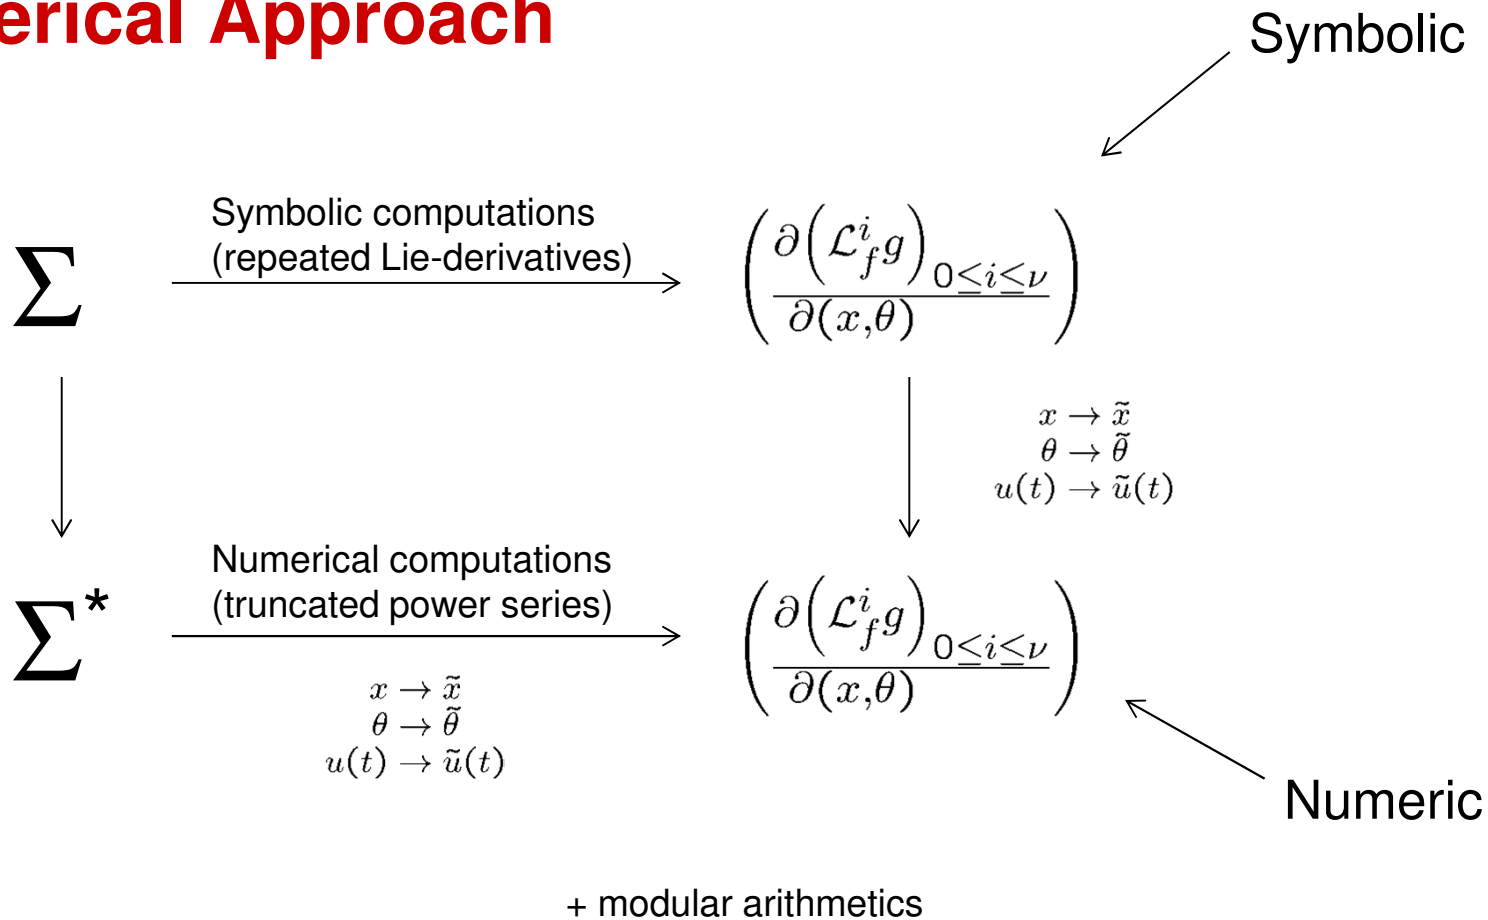 erical Approach
Symbolic
Symbolic computations
(repeated Lie-derivatives)
Σ
(∂(ℒ_f^i g)_{0≤i≤ν} / ∂(x,θ))
x → x̃
θ → θ̃
u(t) → ũ(t)
Numerical computations
(truncated power series)
Σ*
(∂(ℒ_f^i g)_{0≤i≤ν} / ∂(x,θ))
x → x̃
θ → θ̃
u(t) → ũ(t)
Numeric
+ modular arithmetics